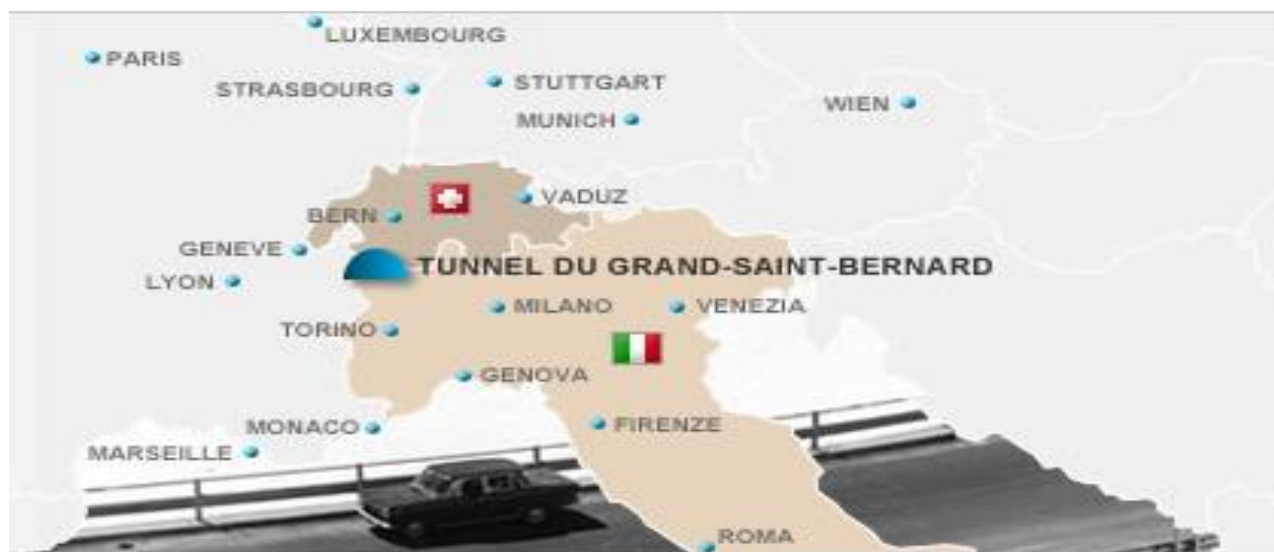 LUXEMBOURG
PARIS
STRASBOURG
STUTTGART
WIEN
MUNICH
VADUZ
BERN
GENEVE
TUNNEL DU GRAND-SAINT-BERNARD
LYON
MILANO
VENEZIA
TORINO
GENOVA
MONACO
FIRENZE
MARSEILLE
ROMA